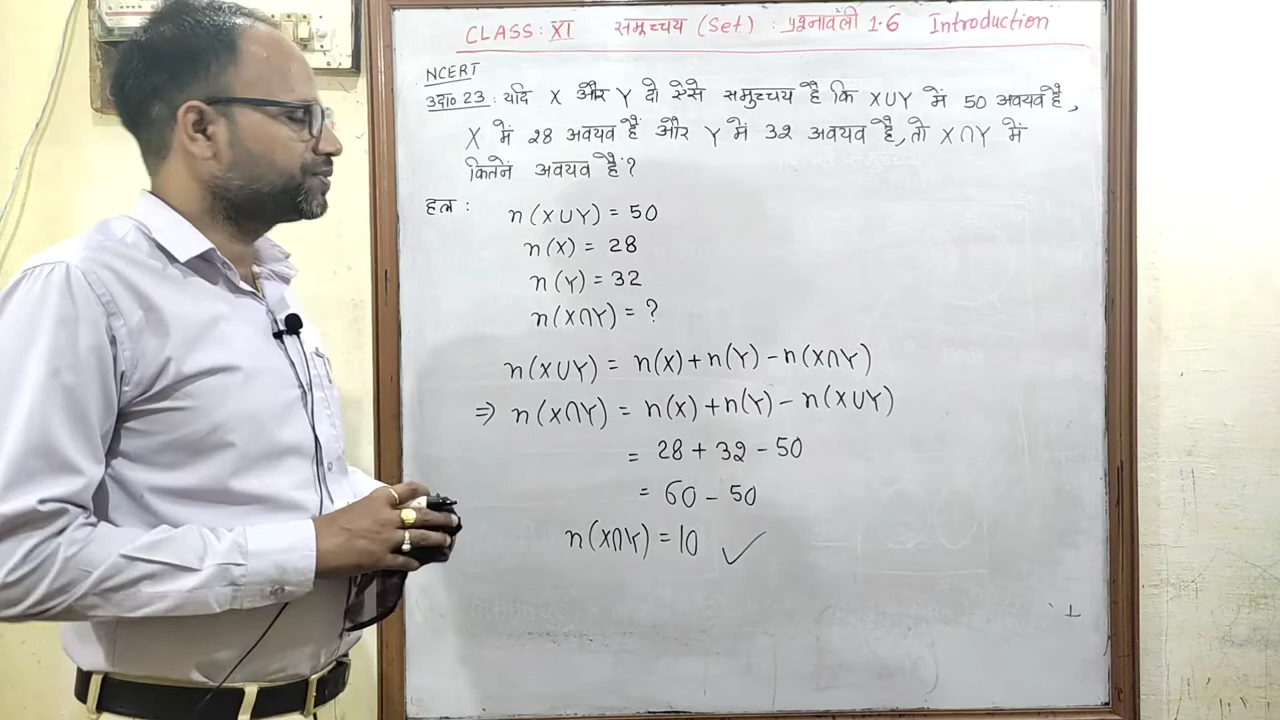 CLASS: XI समुच्चय (Set) : प्रश्नावली 1.6 Introduction
NCERT
उदा० 23 : यदि X और Y दो ऐसे समुच्चय है कि X∪Y में 50 अवयव है,
X में 28 अवयव हैं और Y में 32 अवयव है, तो X∩Y में
कितने अवयव हैं?
हल :
n(X∪Y) = 50
n(X) = 28
n(Y) = 32
n(X∩Y) = ?
n(X∪Y) = n(X)+n(Y)-n(X∩Y)
⇒ n(X∩Y) = n(X)+n(Y)- n(X∪Y)
= 28 + 32 - 50
= 60 - 50
n(X∩Y) = 10 ✓